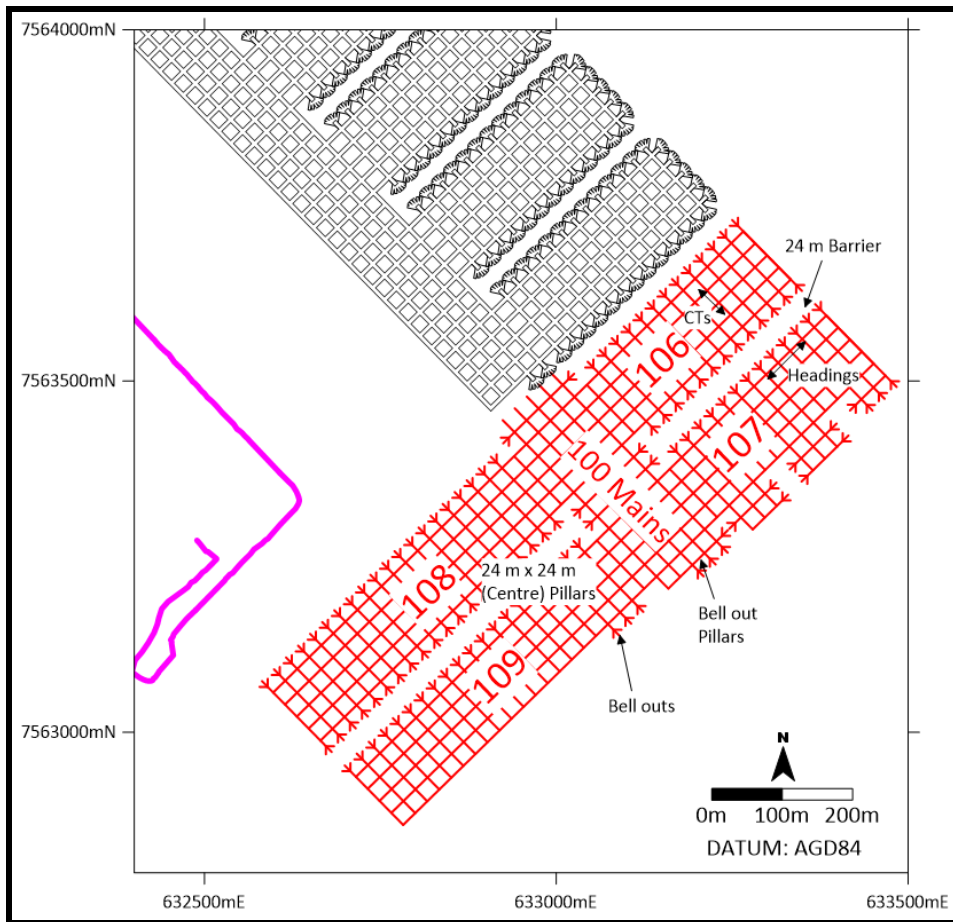 7564000mN
24 m Barrier
CTs
106
7563500mN
Headings
107
100 Mains
24 m x 24 m
(Centre) Pillars
108
Bell out
Pillars
109
Bell outs
7563000mN
N
0m 100m 200m
DATUM: AGD84
632500mE 633000mE 633500mE